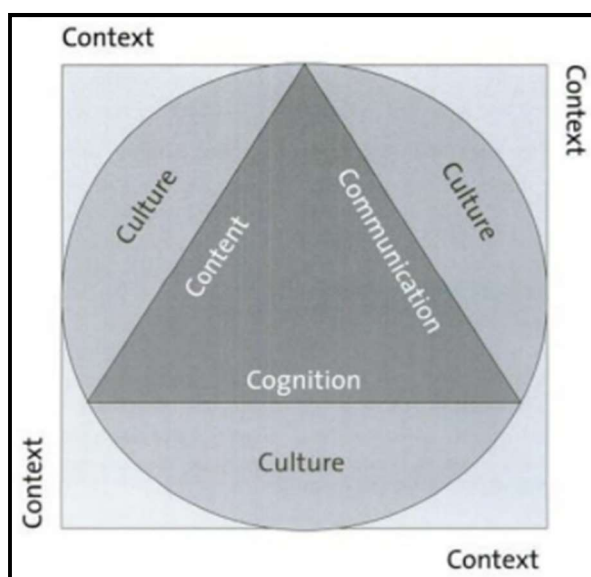 Context
Context
Culture
Culture
Content
Communication
Cognition
Culture
Context
Context